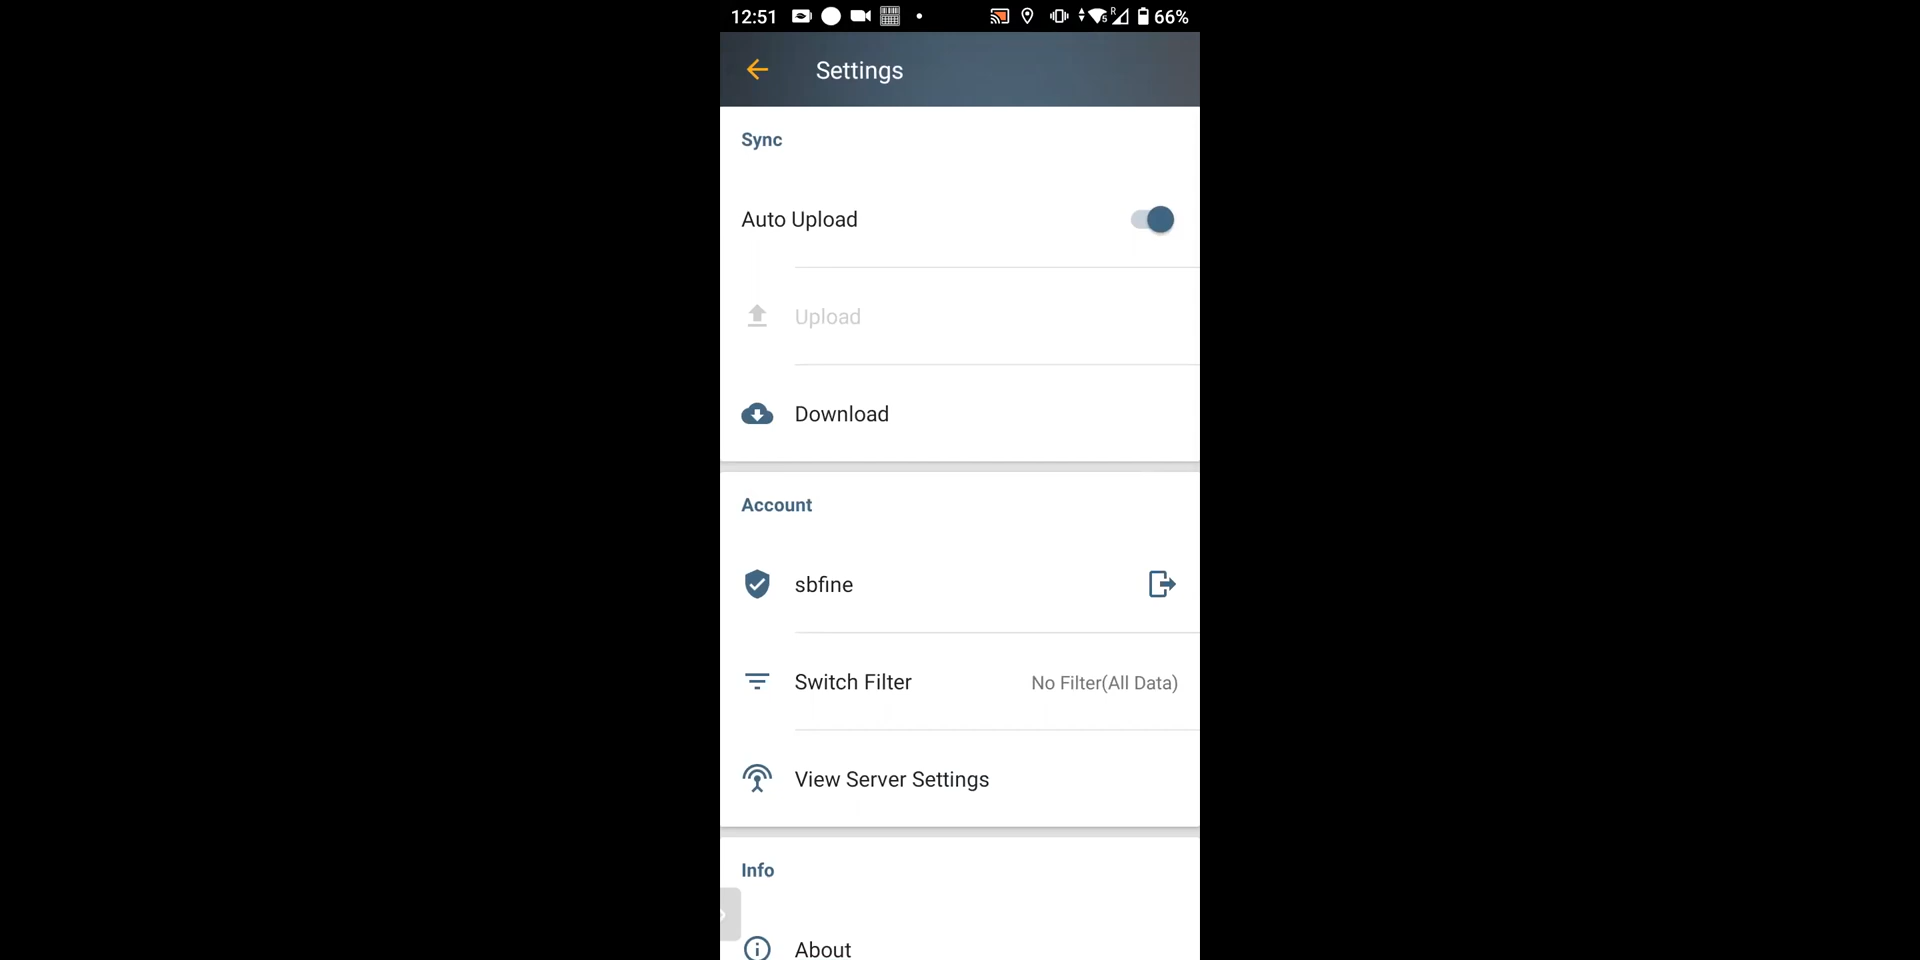 12:51 R 66%
Settings
Sync
Auto Upload
Upload
Download
Account
sbfine
Switch Filter No Filter(All Data)
View Server Settings
Info
About